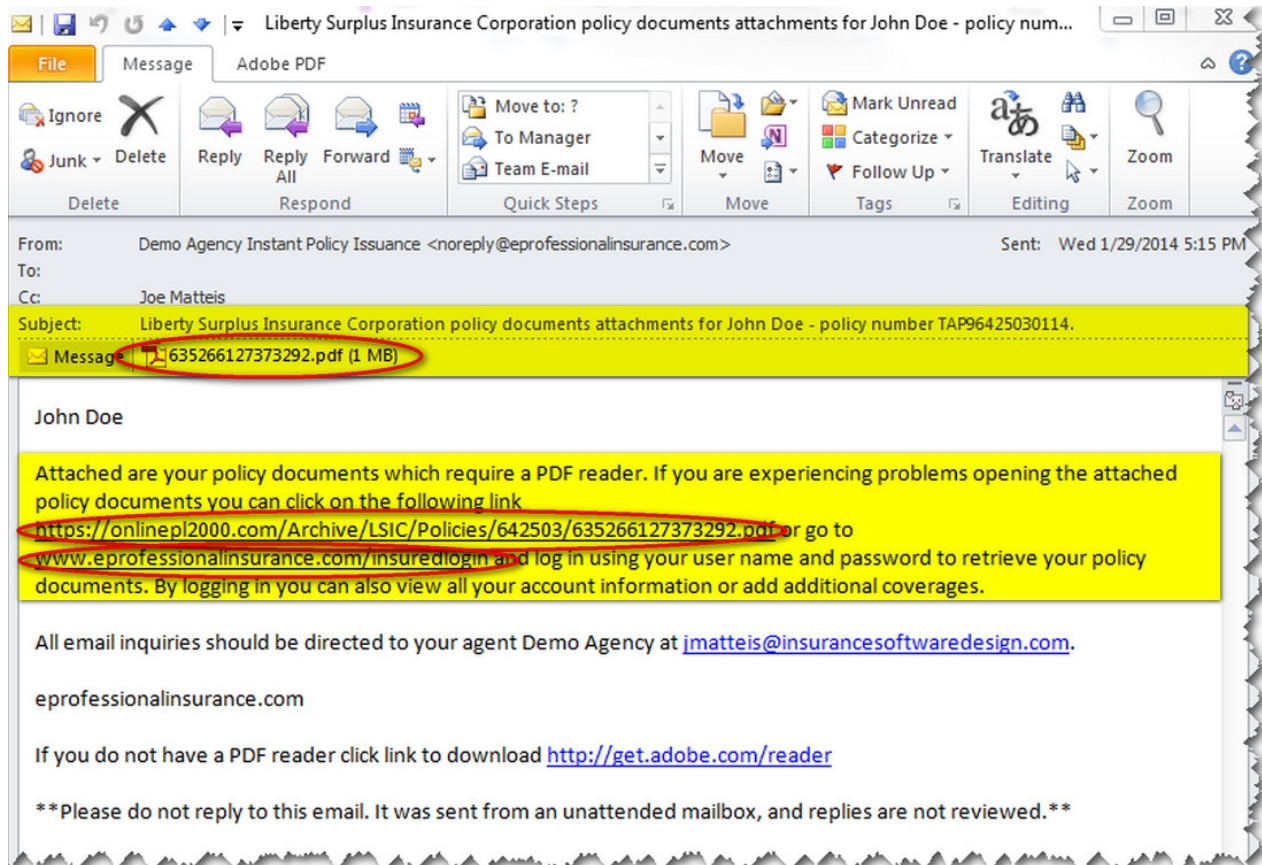 Liberty Surplus Insurance Corporation policy documents attachments for John Doe - policy num...
File Message Adobe PDF
Ignore
Junk
Delete
Reply
Reply All
Forward
Move to: ?
To Manager
Team E-mail
Move
Mark Unread
Categorize
Follow Up
Translate
Zoom
Delete Respond Quick Steps Move Tags Editing Zoom
From: Demo Agency Instant Policy Issuance <noreply@eprofessionalinsurance.com> Sent: Wed 1/29/2014 5:15 PM
To:
Cc: Joe Matteis
Subject: Liberty Surplus Insurance Corporation policy documents attachments for John Doe - policy number TAP96425030114.
Message 635266127373292.pdf (1 MB)
John Doe
Attached are your policy documents which require a PDF reader. If you are experiencing problems opening the attached
policy documents you can click on the following link
https://onlinepl2000.com/Archive/LSIC/Policies/642503/635266127373292.pdf or go to
www.eprofessionalinsurance.com/insuredlogin and log in using your user name and password to retrieve your policy
documents. By logging in you can also view all your account information or add additional coverages.
All email inquiries should be directed to your agent Demo Agency at jmatteis@insurancesoftwaredesign.com.
eprofessionalinsurance.com
If you do not have a PDF reader click link to download http://get.adobe.com/reader
**Please do not reply to this email. It was sent from an unattended mailbox, and replies are not reviewed.**